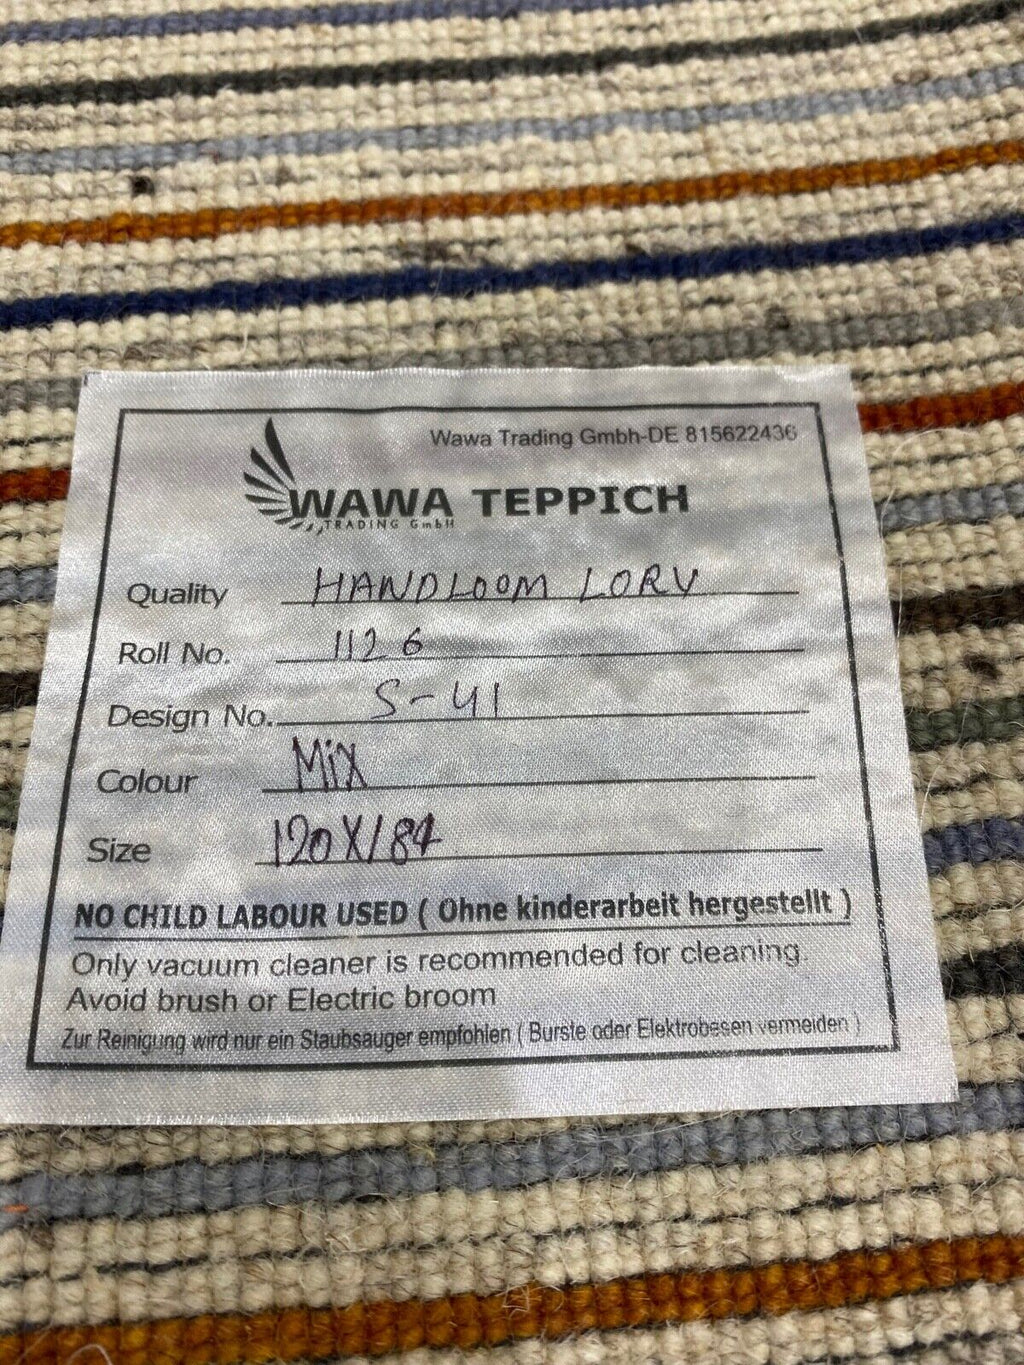 Wawa Trading Gmbh-DE 815622436
WAWA TEPPICH
TRADING GmbH
Quality HANDLOOM LORV
Roll No. 1126
Design No. S-41
Colour MiX
Size 120X184
NO CHILD LABOUR USED ( Ohne kinderarbeit hergestellt )
Only vacuum cleaner is recommended for cleaning.
Avoid brush or Electric broom
Zur Reinigung wird nur ein Staubsauger empfohlen ( Burste oder Elektrobesen vermeiden )